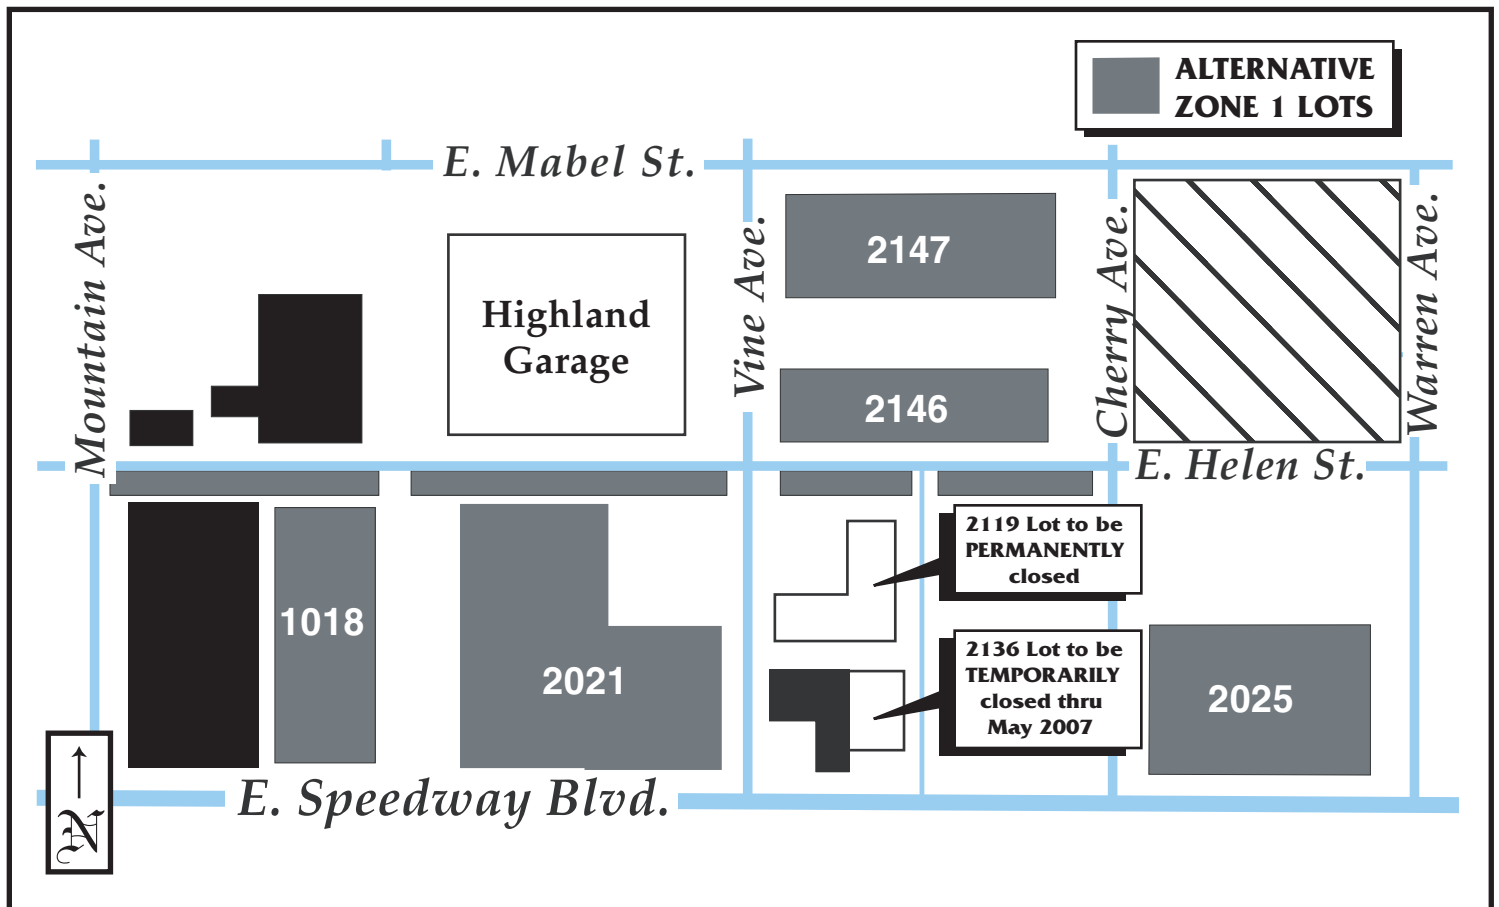 ALTERNATIVE
ZONE 1 LOTS
E. Mabel St.
Mountain Ave.
Vine Ave.
Cherry Ave.
Warren Ave.
2147
Highland
Garage
2146
E. Helen St.
2119 Lot to be
PERMANENTLY
closed
1018
2021
2136 Lot to be
TEMPORARILY
closed thru
May 2007
2025
E. Speedway Blvd.
N